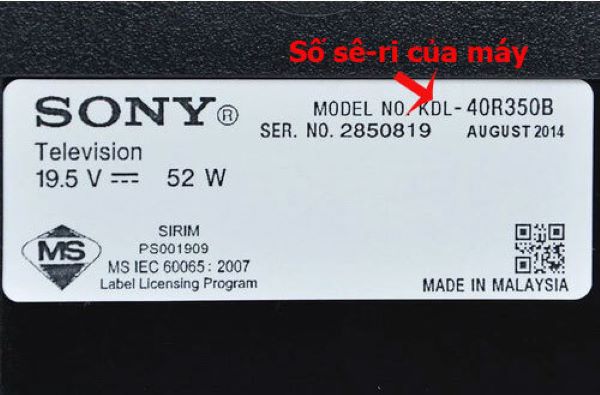 Số sê-ri của máy
SONY®
MODEL NO. KDL-40R350B
SER. NO. 2850819 AUGUST 2014
Television
19.5 V ⎓ 52 W
MS
SIRIM
PS001909
MS IEC 60065: 2007
Label Licensing Program
MADE IN MALAYSIA